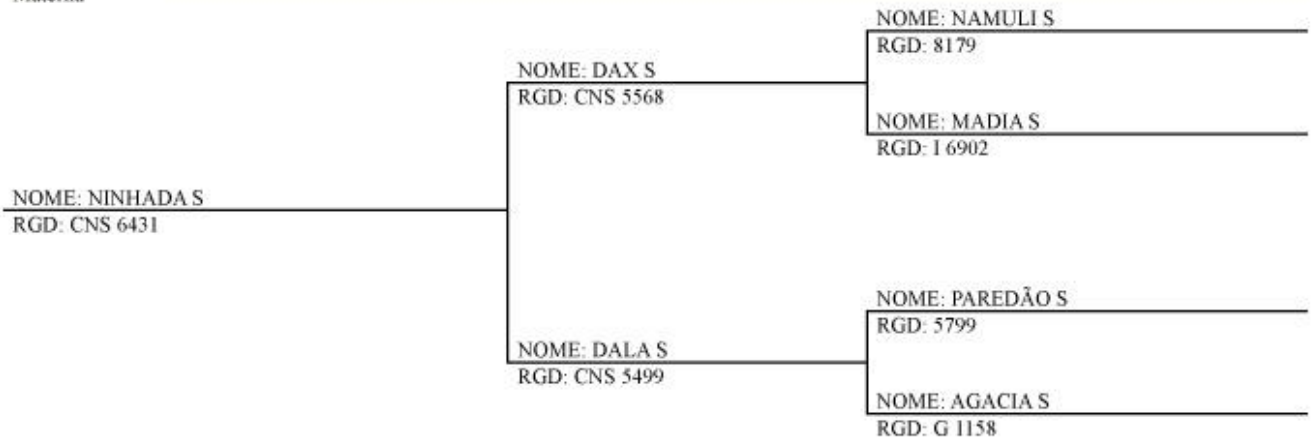 Materna
NOME: NAMULI S
RGD: 8179
NOME: DAX S
RGD: CNS 5568
NOME: MADIA S
RGD: I 6902
NOME: NINHADA S
RGD: CNS 6431
NOME: PAREDÃO S
RGD: 5799
NOME: DALA S
RGD: CNS 5499
NOME: AGACIA S
RGD: G 1158